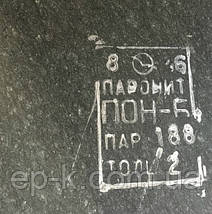 8 6
ПАРОНИТ
ПОН-Б
ПАР 188
ТОЛЩ 2
ep-k.com.ua